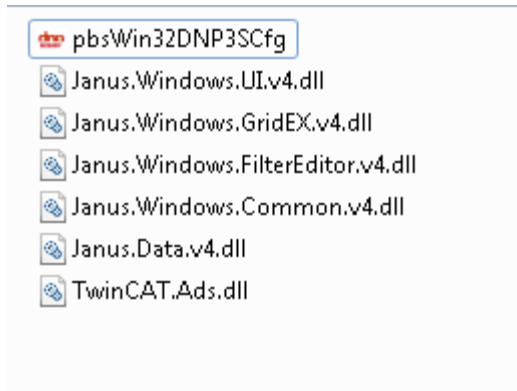 dnp pbsWin32DNP3SCfg
Janus.Windows.UI.v4.dll
Janus.Windows.GridEX.v4.dll
Janus.Windows.FilterEditor.v4.dll
Janus.Windows.Common.v4.dll
Janus.Data.v4.dll
TwinCAT.Ads.dll